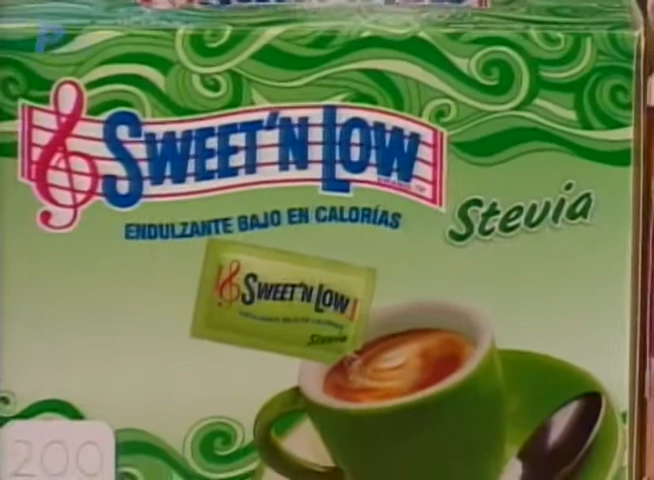 P
SWEET'N LOW
ENDULZANTE BAJO EN CALORÍAS
Stevia
SWEET'N LOW
Stevia
200